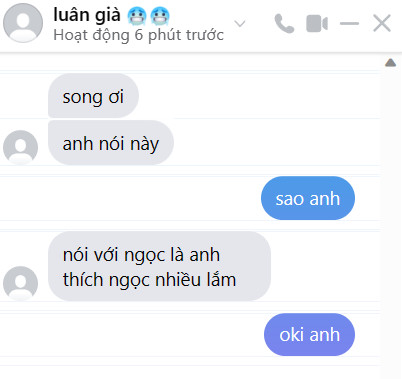 luân già 🥶🥶
Hoạt động 6 phút trước
song ơi
anh nói này
sao anh
nói với ngọc là anh
thích ngọc nhiều lắm
oki anh